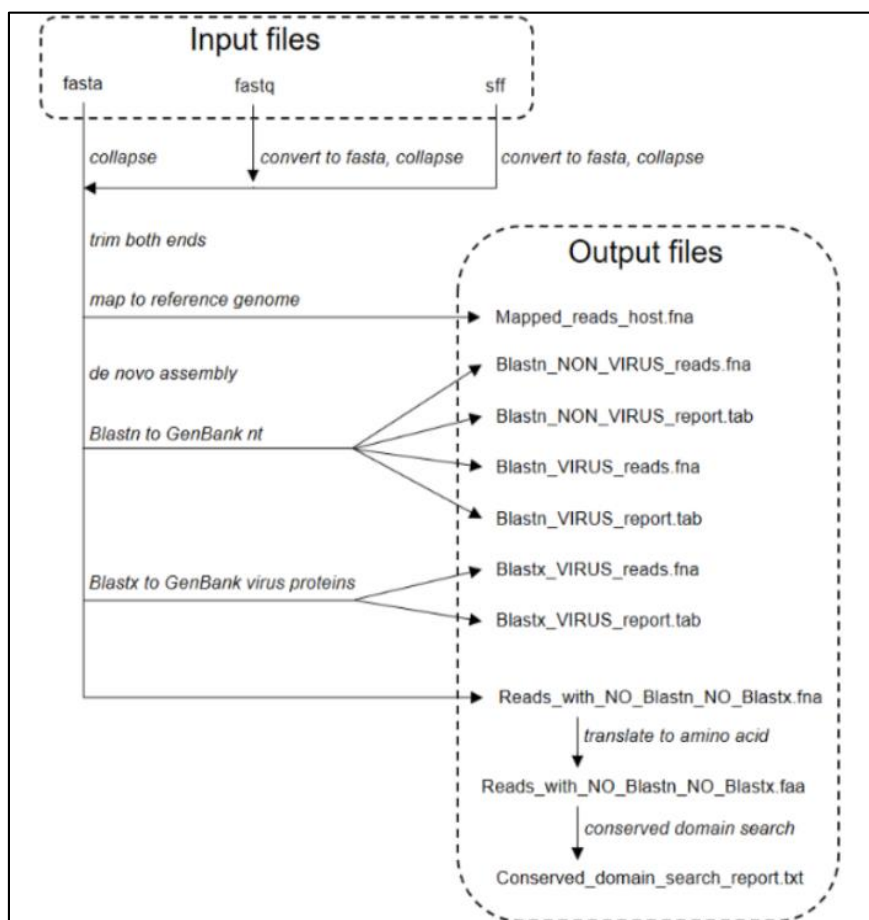 Input files
fasta fastq sff
collapse convert to fasta, collapse convert to fasta, collapse
trim both ends
Output files
map to reference genome
Mapped_reads_host.fna
Blastn_NON_VIRUS_reads.fna
de novo assembly
Blastn_NON_VIRUS_report.tab
Blastn to GenBank nt
Blastn_VIRUS_reads.fna
Blastn_VIRUS_report.tab
Blastx_VIRUS_reads.fna
Blastx to GenBank virus proteins
Blastx_VIRUS_report.tab
Reads_with_NO_Blastn_NO_Blastx.fna
translate to amino acid
Reads_with_NO_Blastn_NO_Blastx.faa
conserved domain search
Conserved_domain_search_report.txt